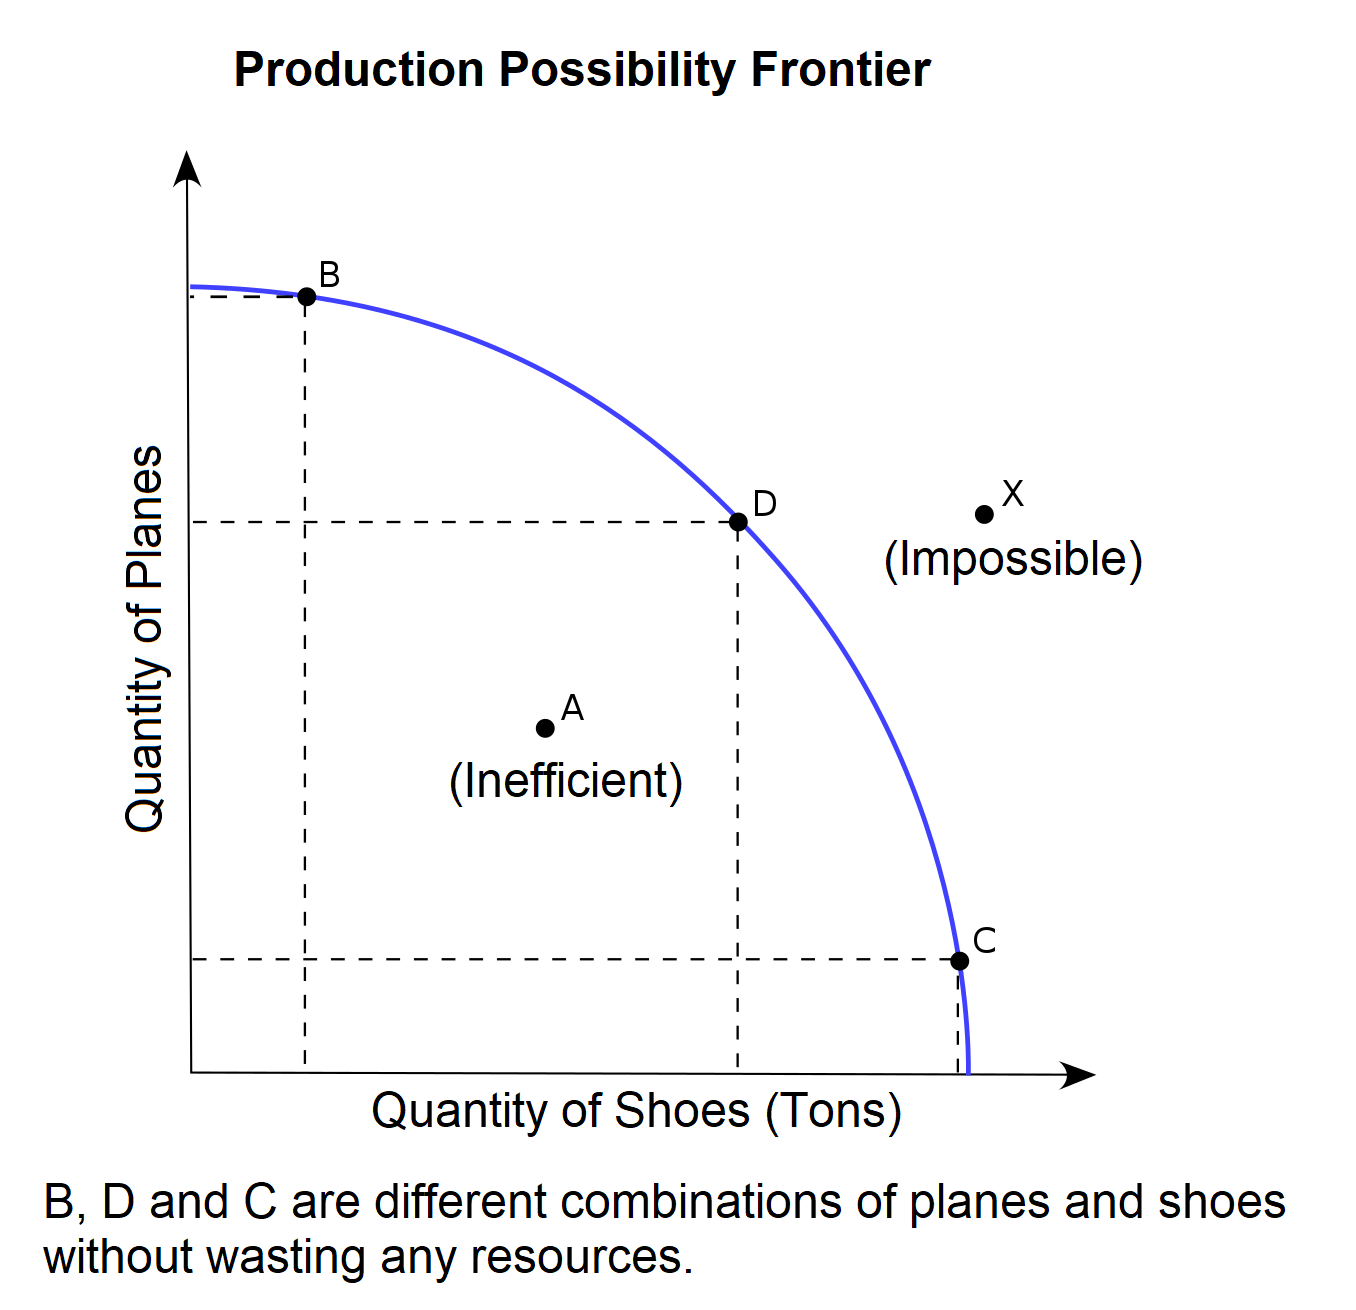 Production Possibility Frontier
B
D
X
(Impossible)
Quantity of Planes
A
(Inefficient)
C
Quantity of Shoes (Tons)
B, D and C are different combinations of planes and shoes
without wasting any resources.